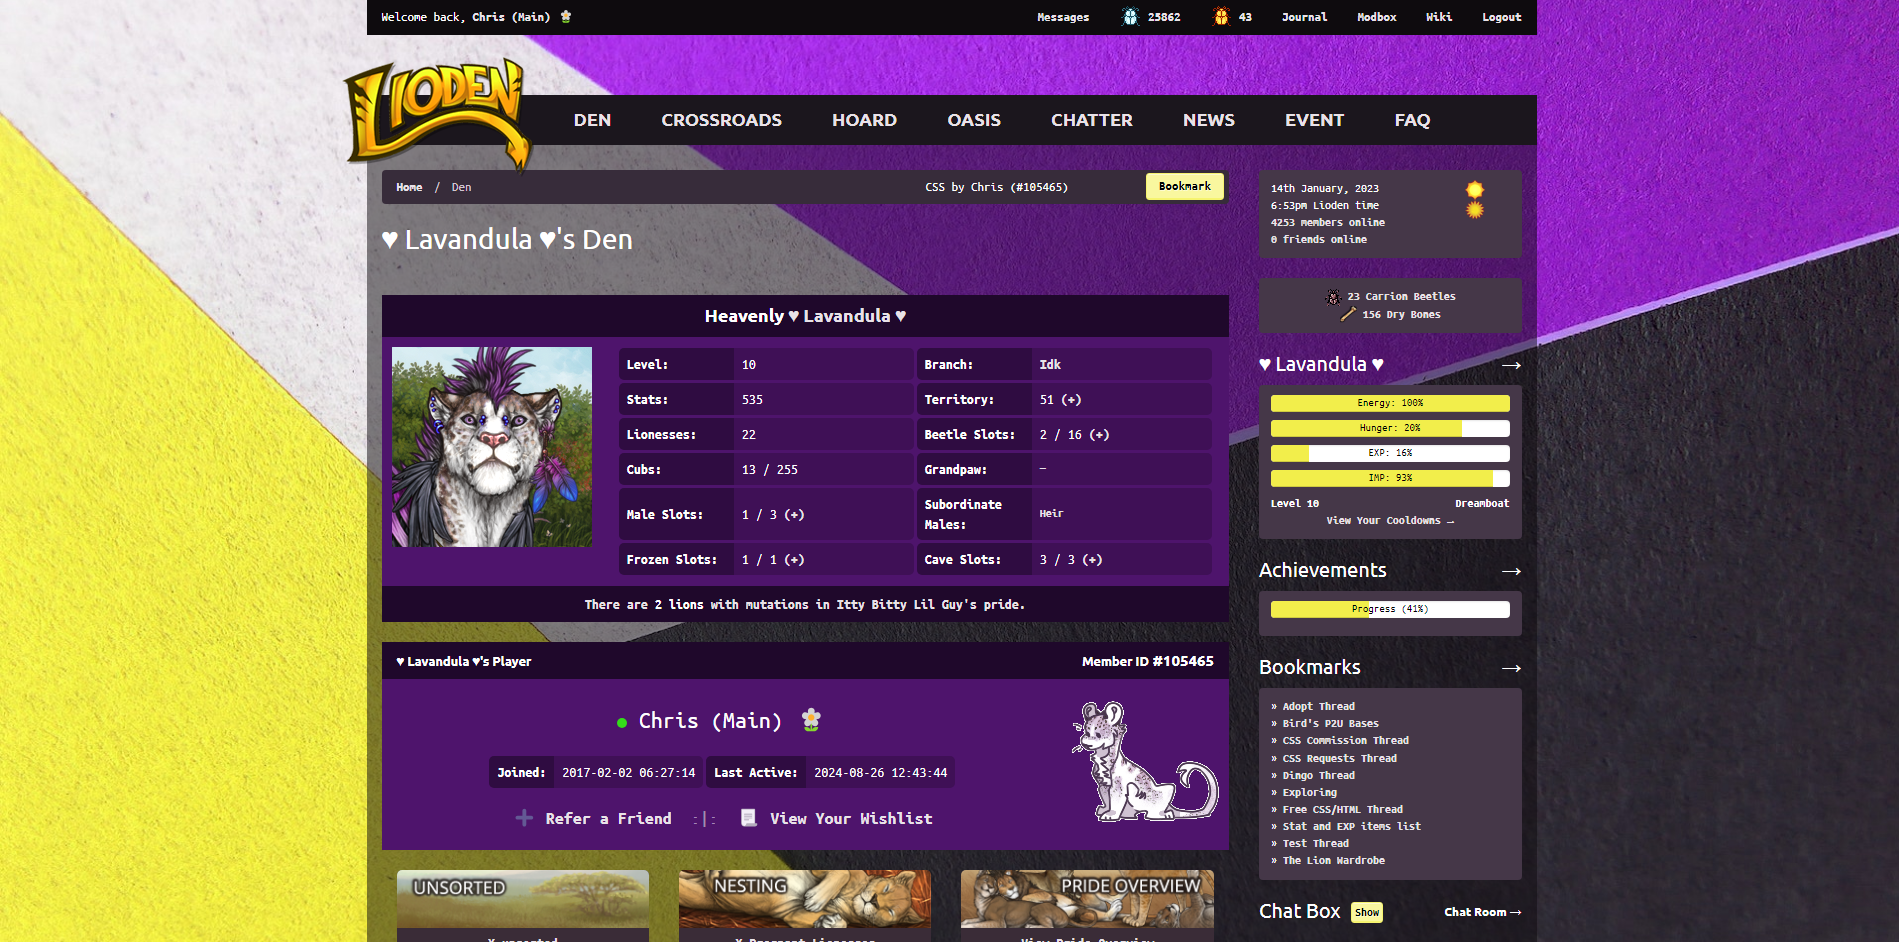 Welcome back, Chris (Main)
Messages
25862
43
Journal
Modbox
Wiki
Logout
LIODEN
DEN
CROSSROADS
HOARD
OASIS
CHATTER
NEWS
EVENT
FAQ
Home / Den
CSS by Chris (#105465)
Bookmark
♥ Lavandula ♥'s Den
Heavenly ♥ Lavandula ♥
Level: 10
Branch: Idk
Stats: 535
Territory: 51 (+)
Lionesses: 22
Beetle Slots: 2 / 16 (+)
Cubs: 13 / 255
Grandpaw: —
Male Slots: 1 / 3 (+)
Subordinate
Males: Heir
Frozen Slots: 1 / 1 (+)
Cave Slots: 3 / 3 (+)
There are 2 lions with mutations in Itty Bitty Lil Guy's pride.
♥ Lavandula ♥'s Player
Member ID #105465
Chris (Main)
Joined: 2017-02-02 06:27:14
Last Active: 2024-08-26 12:43:44
Refer a Friend :|: View Your Wishlist
UNSORTED
NESTING
PRIDE OVERVIEW
14th January, 2023
6:53pm Lioden time
4253 members online
0 friends online
23 Carrion Beetles
156 Dry Bones
♥ Lavandula ♥ →
Energy: 100%
Hunger: 20%
EXP: 16%
IMP: 93%
Level 10
Dreamboat
View Your Cooldowns →
Achievements →
Progress (41%)
Bookmarks →
» Adopt Thread
» Bird's P2U Bases
» CSS Commission Thread
» CSS Requests Thread
» Dingo Thread
» Exploring
» Free CSS/HTML Thread
» Stat and EXP items list
» Test Thread
» The Lion Wardrobe
Chat Box Show
Chat Room →